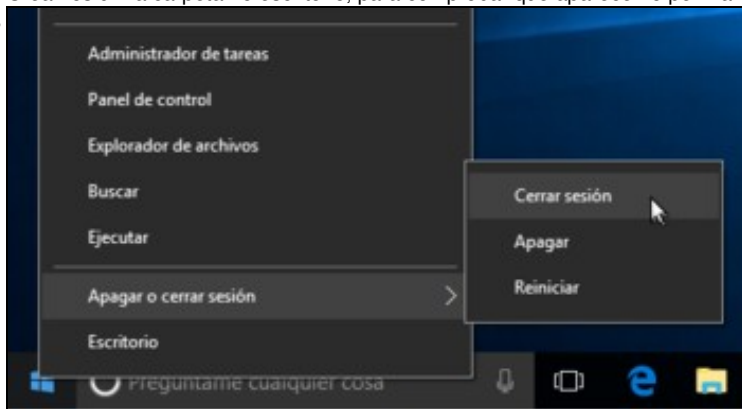 Administrador de tareas
Panel de control
Explorador de archivos
Buscar
Ejecutar
Apagar o cerrar sesión
Escritorio
Cerrar sesión
Apagar
Reiniciar
Pregúntame cualquier cosa